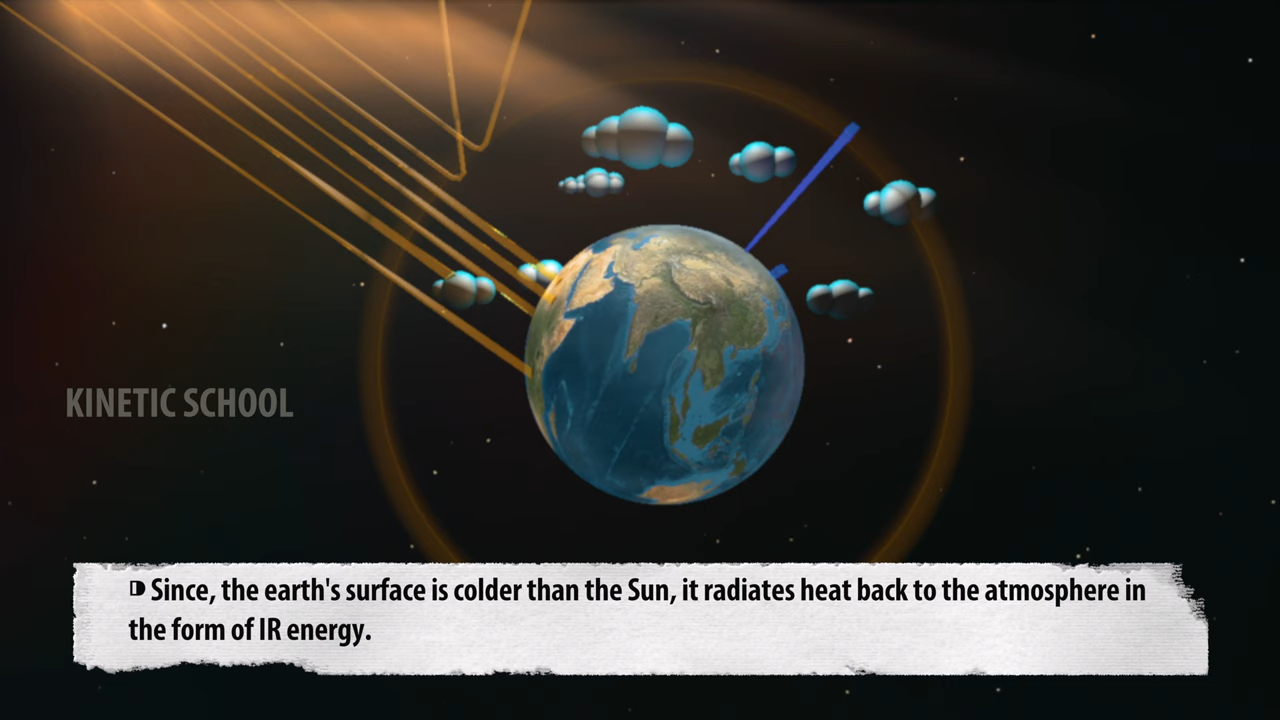 KINETIC SCHOOL
Since, the earth's surface is colder than the Sun, it radiates heat back to the atmosphere in
the form of IR energy.